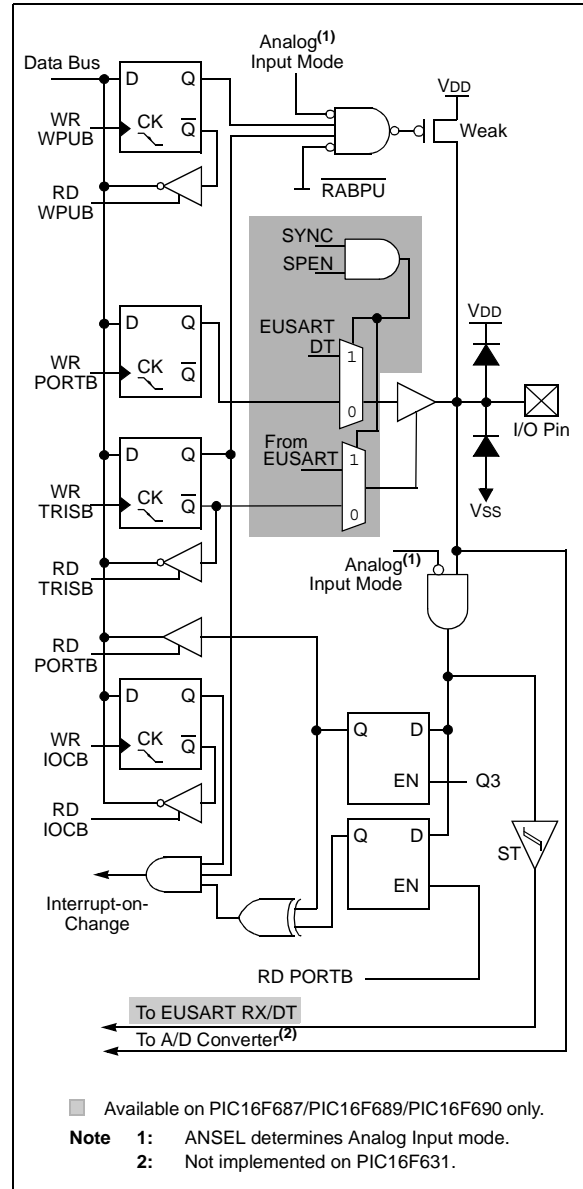 Analog(1)
Input Mode
Data Bus
D Q
VDD
WR
WPUB
CK
Q
Weak
RD
WPUB
RABPU
SYNC
SPEN
D Q
EUSART
DT
1
0
VDD
WR
PORTB
CK
Q
I/O Pin
D Q
From
EUSART
1
0
WR
TRISB
CK
Q
VSS
RD
TRISB
Analog(1)
Input Mode
RD
PORTB
D Q
WR
IOCB
CK
Q
Q D
EN
Q3
RD
IOCB
Q D
EN
ST
Interrupt-on-
Change
RD PORTB
To EUSART RX/DT
To A/D Converter(2)
Available on PIC16F687/PIC16F689/PIC16F690 only.
Note 1: ANSEL determines Analog Input mode.
2: Not implemented on PIC16F631.